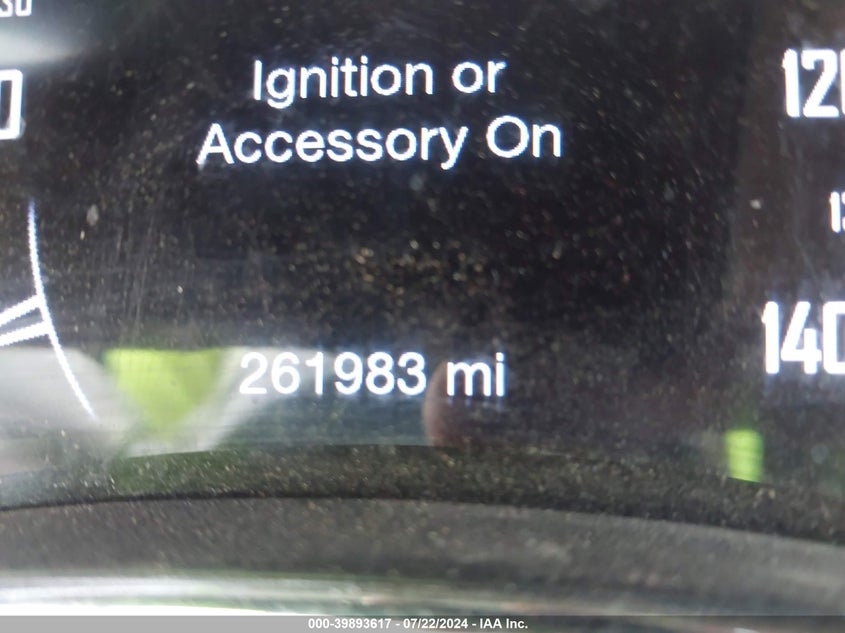 Ignition or
Accessory On
120
140
261983 mi
000-39893617 - 07/22/2024 - IAA Inc.